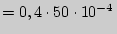 = 0,4 · 50 · 10⁻⁴